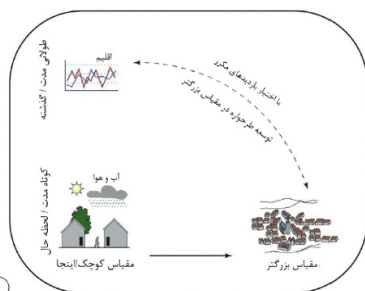 اقلیم
با اختیار بازدیدهای مکرر
توسعه طرحواره در مقیاس بزرگتر
طولانی مدت / گذشته
آب و هوا
کوتاه مدت / لحظه حال
مقیاس کوچک/اینجا
مقیاس بزرگتر